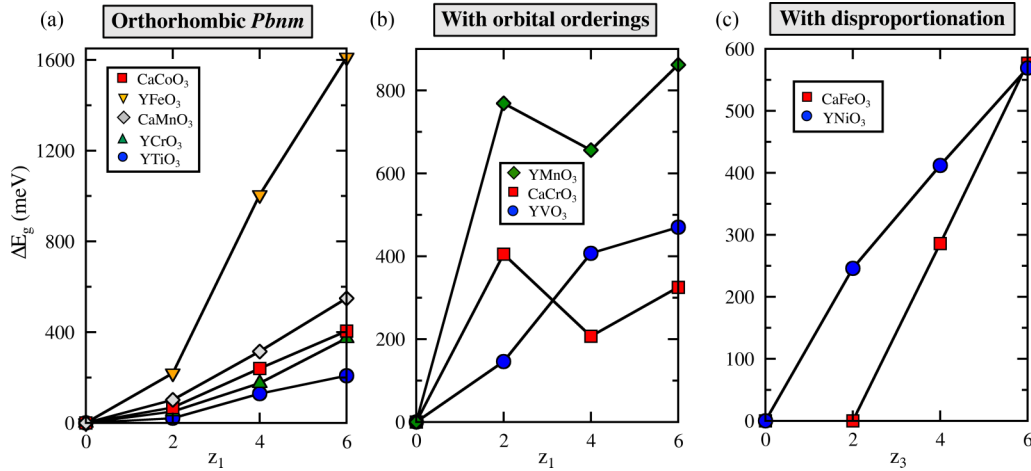 (a) Orthorhombic Pbnm
1600
1200
800
400
0
ΔE_g (meV)
CaCoO₃
YFeO₃
CaMnO₃
YCrO₃
YTiO₃
0 2 4 6
z₁
(b) With orbital orderings
800
600
400
200
0
YMnO₃
CaCrO₃
YVO₃
0 2 4 6
z₁
(c) With disproportionation
600
500
400
300
200
100
0
CaFeO₃
YNiO₃
0 2 4 6
z₃